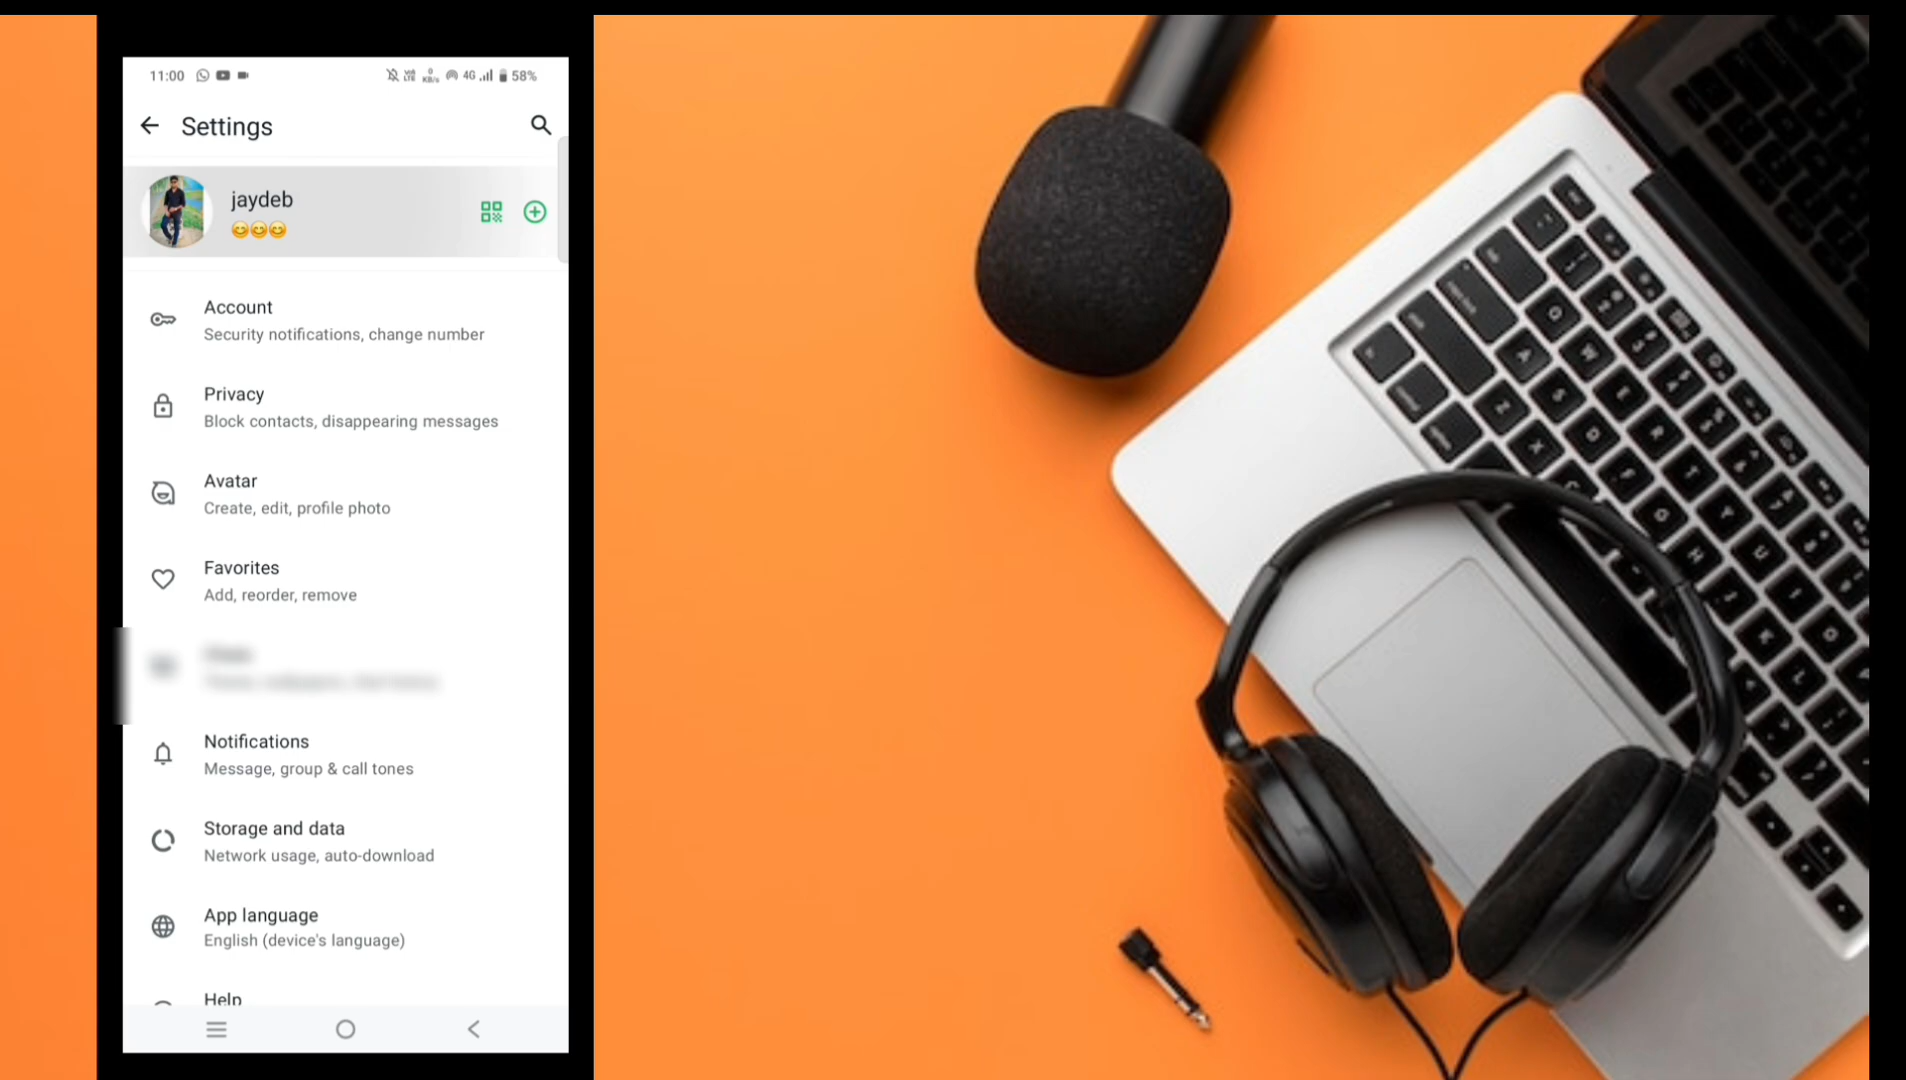 11:00 4G 58%
Settings
jaydeb
😊😊😊
Account
Security notifications, change number
Privacy
Block contacts, disappearing messages
Avatar
Create, edit, profile photo
Favorites
Add, reorder, remove
Notifications
Message, group & call tones
Storage and data
Network usage, auto-download
App language
English (device's language)
Help